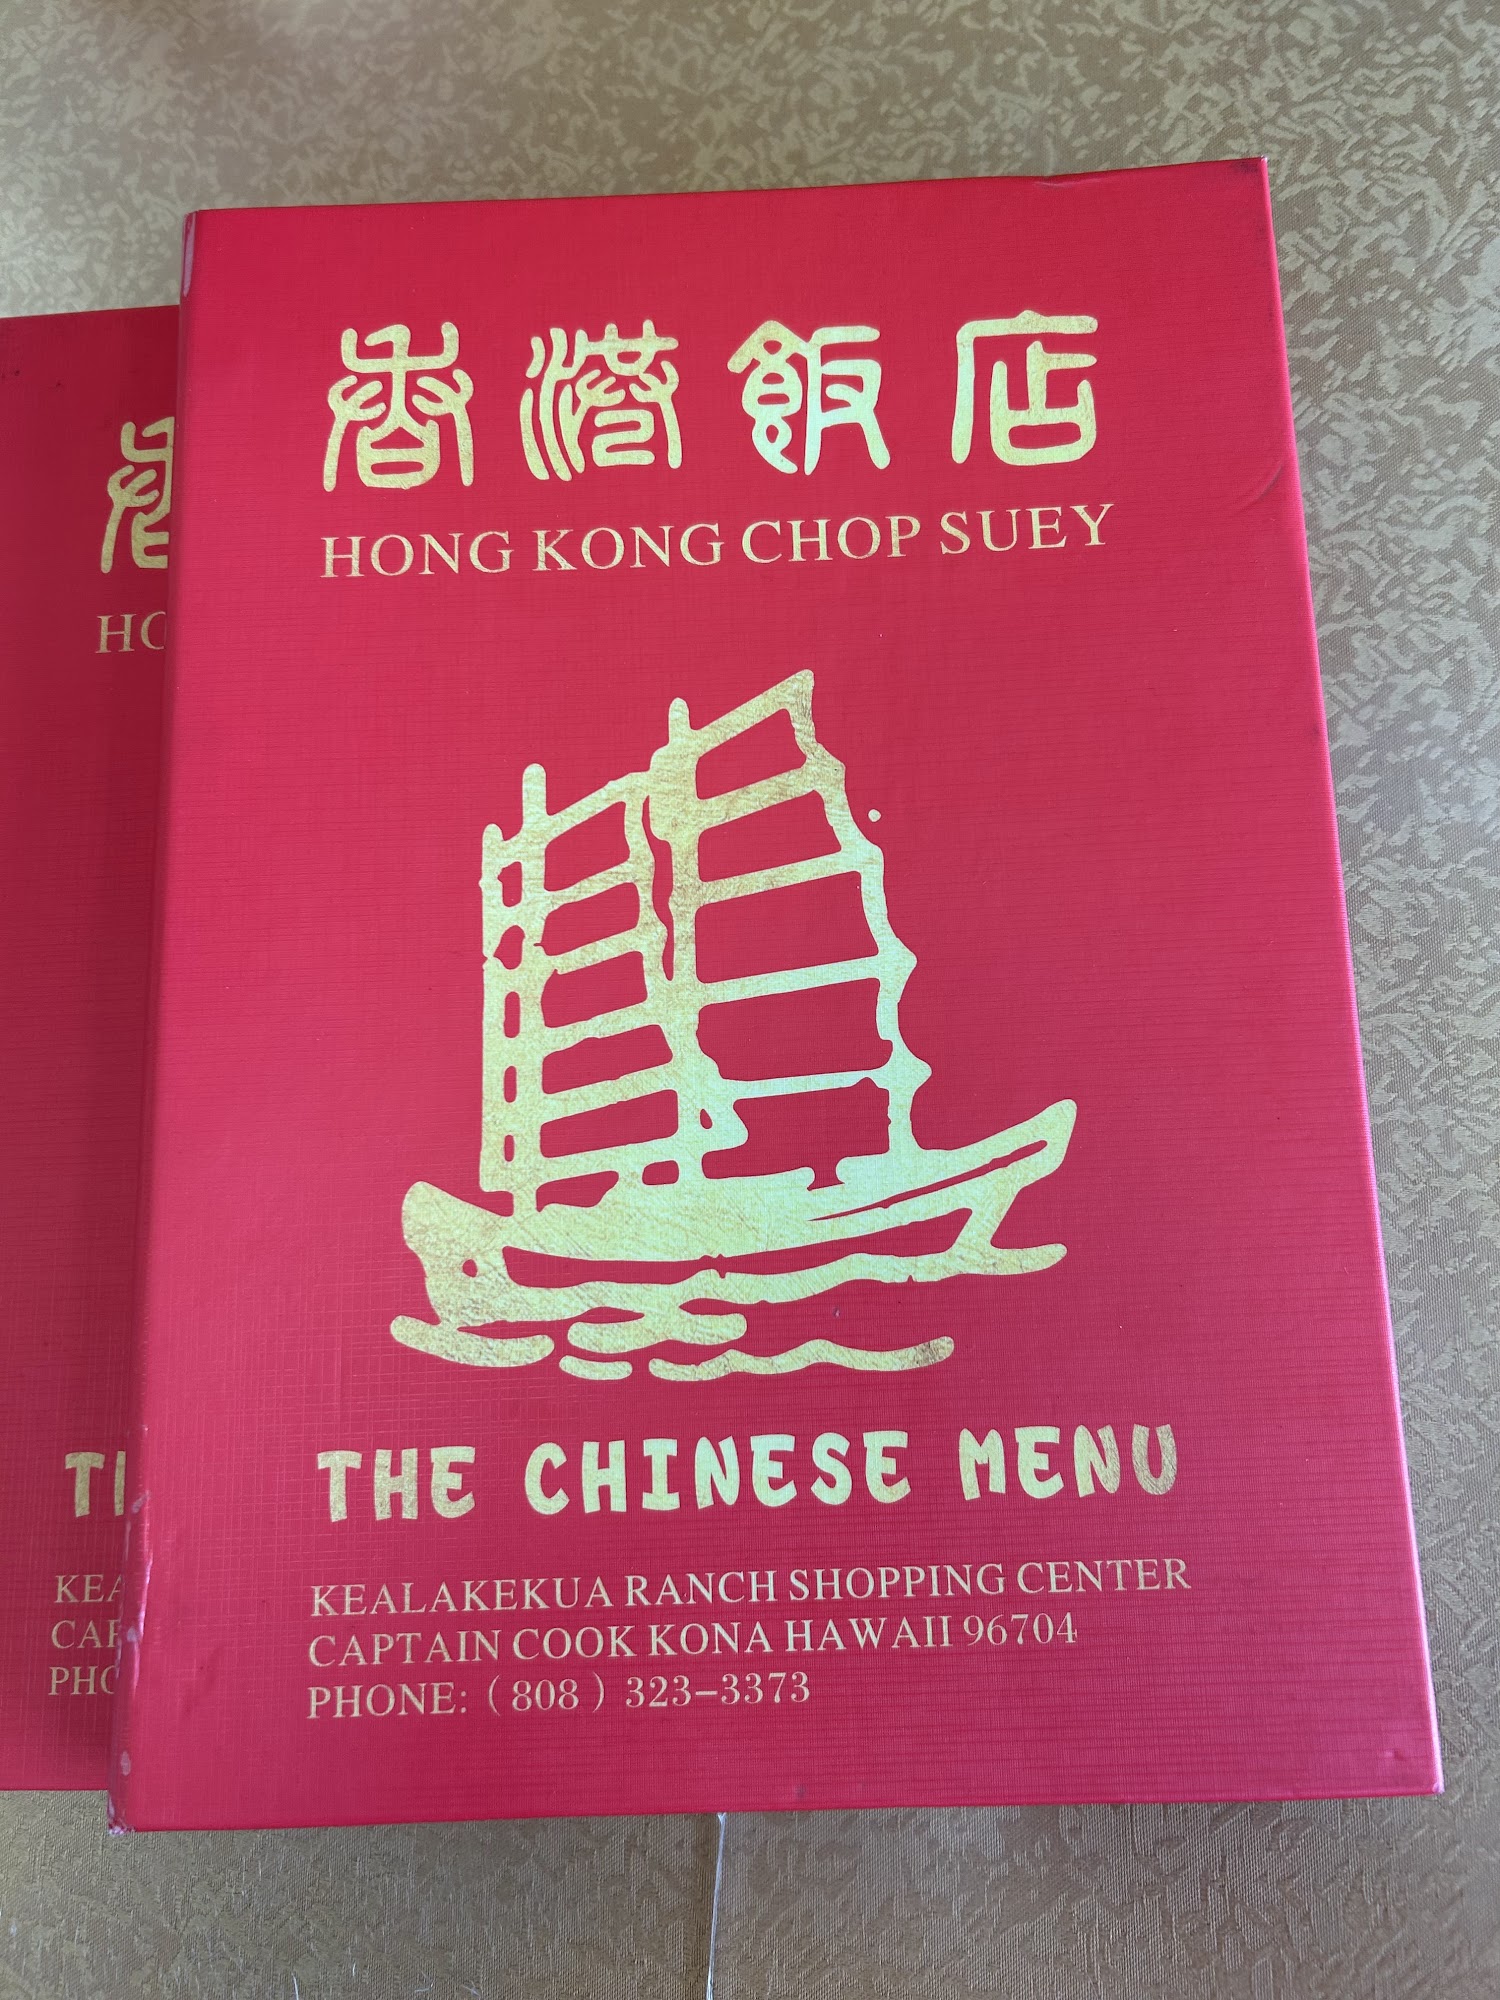 香港飯店
HONG KONG CHOP SUEY
THE CHINESE MENU
KEALAKEKUA RANCH SHOPPING CENTER
CAPTAIN COOK KONA HAWAII 96704
PHONE: (808) 323-3373